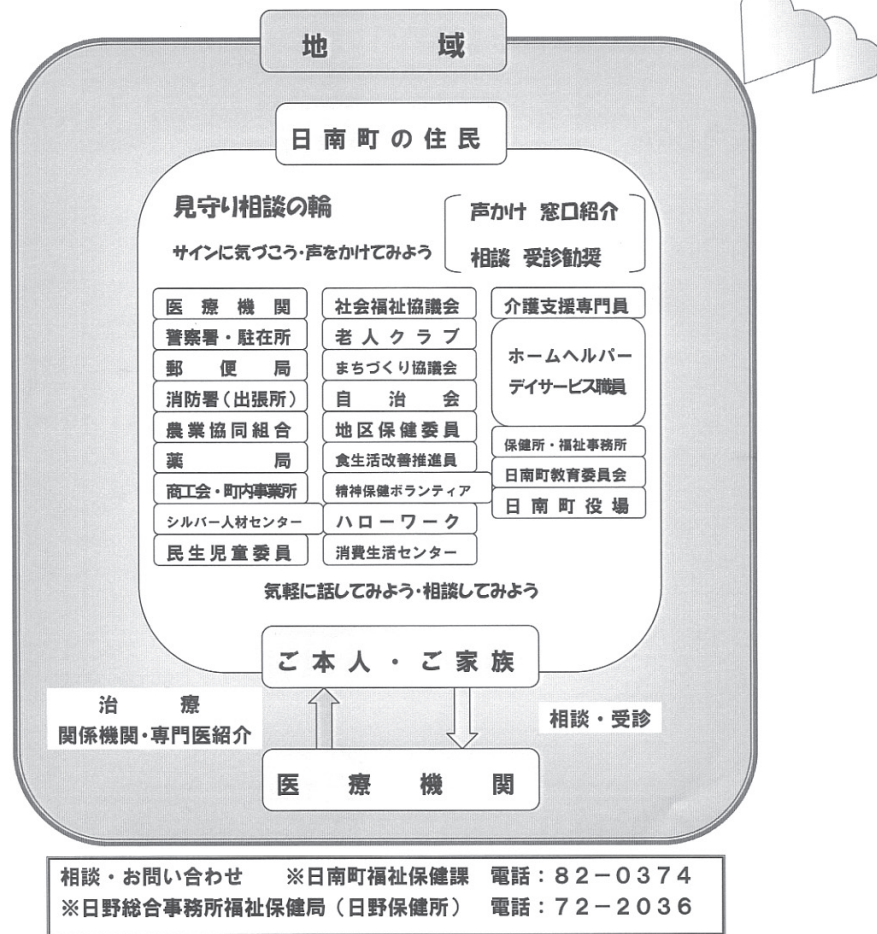 地域
日南町の住民
見守り相談の輪
声かけ 窓口紹介
サインに気づこう・声をかけてみよう
相談 受診勧奨
医療機関
警察署・駐在所
郵便局
消防署(出張所)
農業協同組合
薬局
商工会・町内事業所
シルバー人材センター
民生児童委員
社会福祉協議会
老人クラブ
まちづくり協議会
自治会
地区保健委員
食生活改善推進員
精神保健ボランティア
ハローワーク
消費生活センター
介護支援専門員
ホームヘルパー
デイサービス職員
保健所・福祉事務所
日南町教育委員会
日南町役場
気軽に話してみよう・相談してみよう
ご本人・ご家族
治療
関係機関・専門医紹介
相談・受診
医療機関
相談・お問い合わせ ※日南町福祉保健課 電話:82-0374
※日野総合事務所福祉保健局(日野保健所) 電話:72-2036